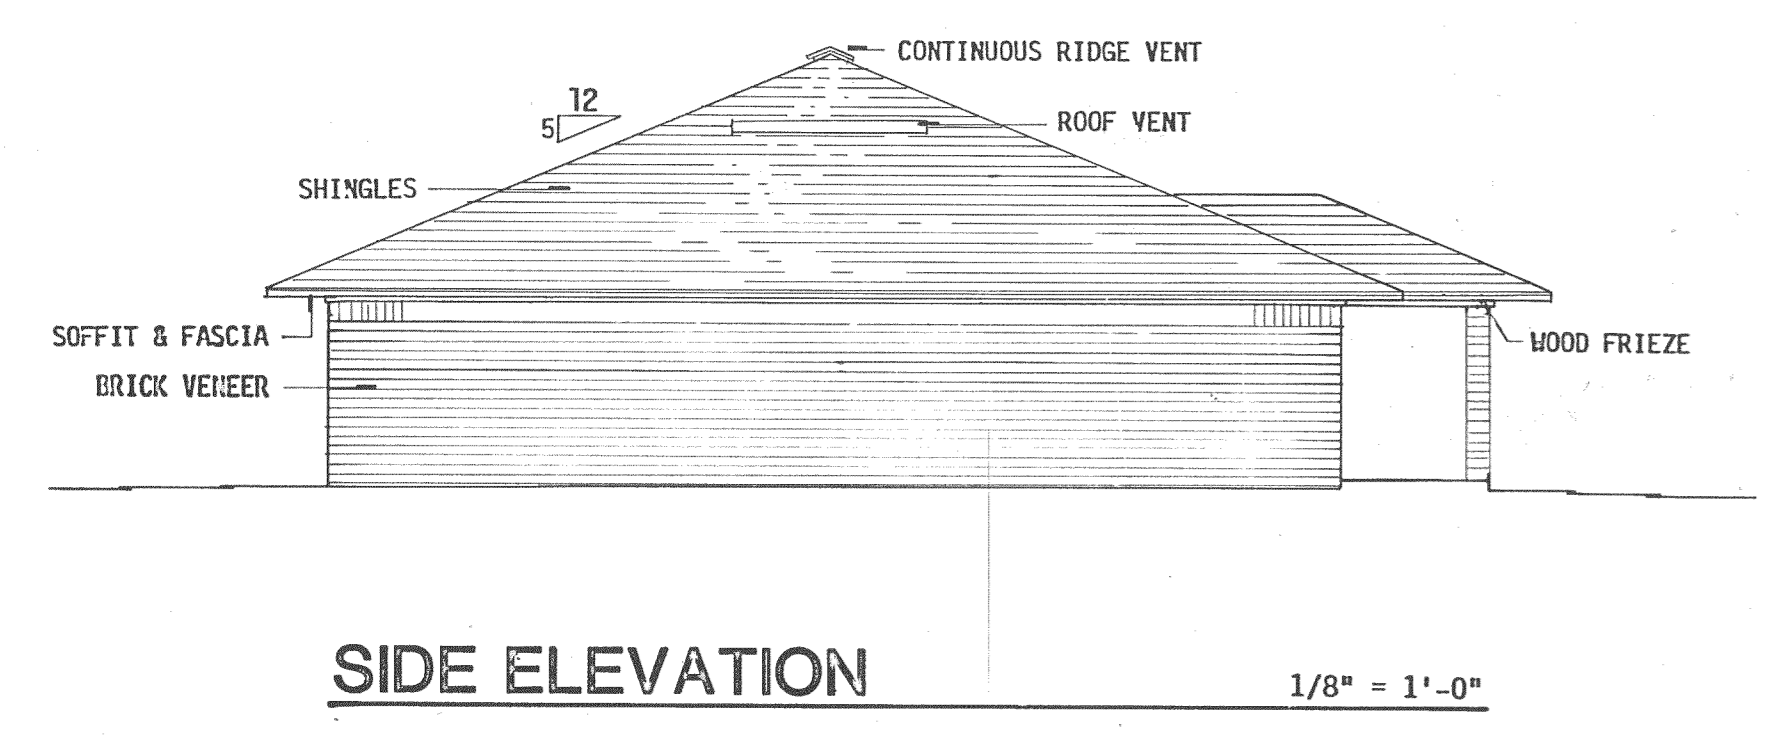 CONTINUOUS RIDGE VENT
12
5
ROOF VENT
SHINGLES
SOFFIT & FASCIA
WOOD FRIEZE
BRICK VENEER
SIDE ELEVATION
1/8" = 1'-0"